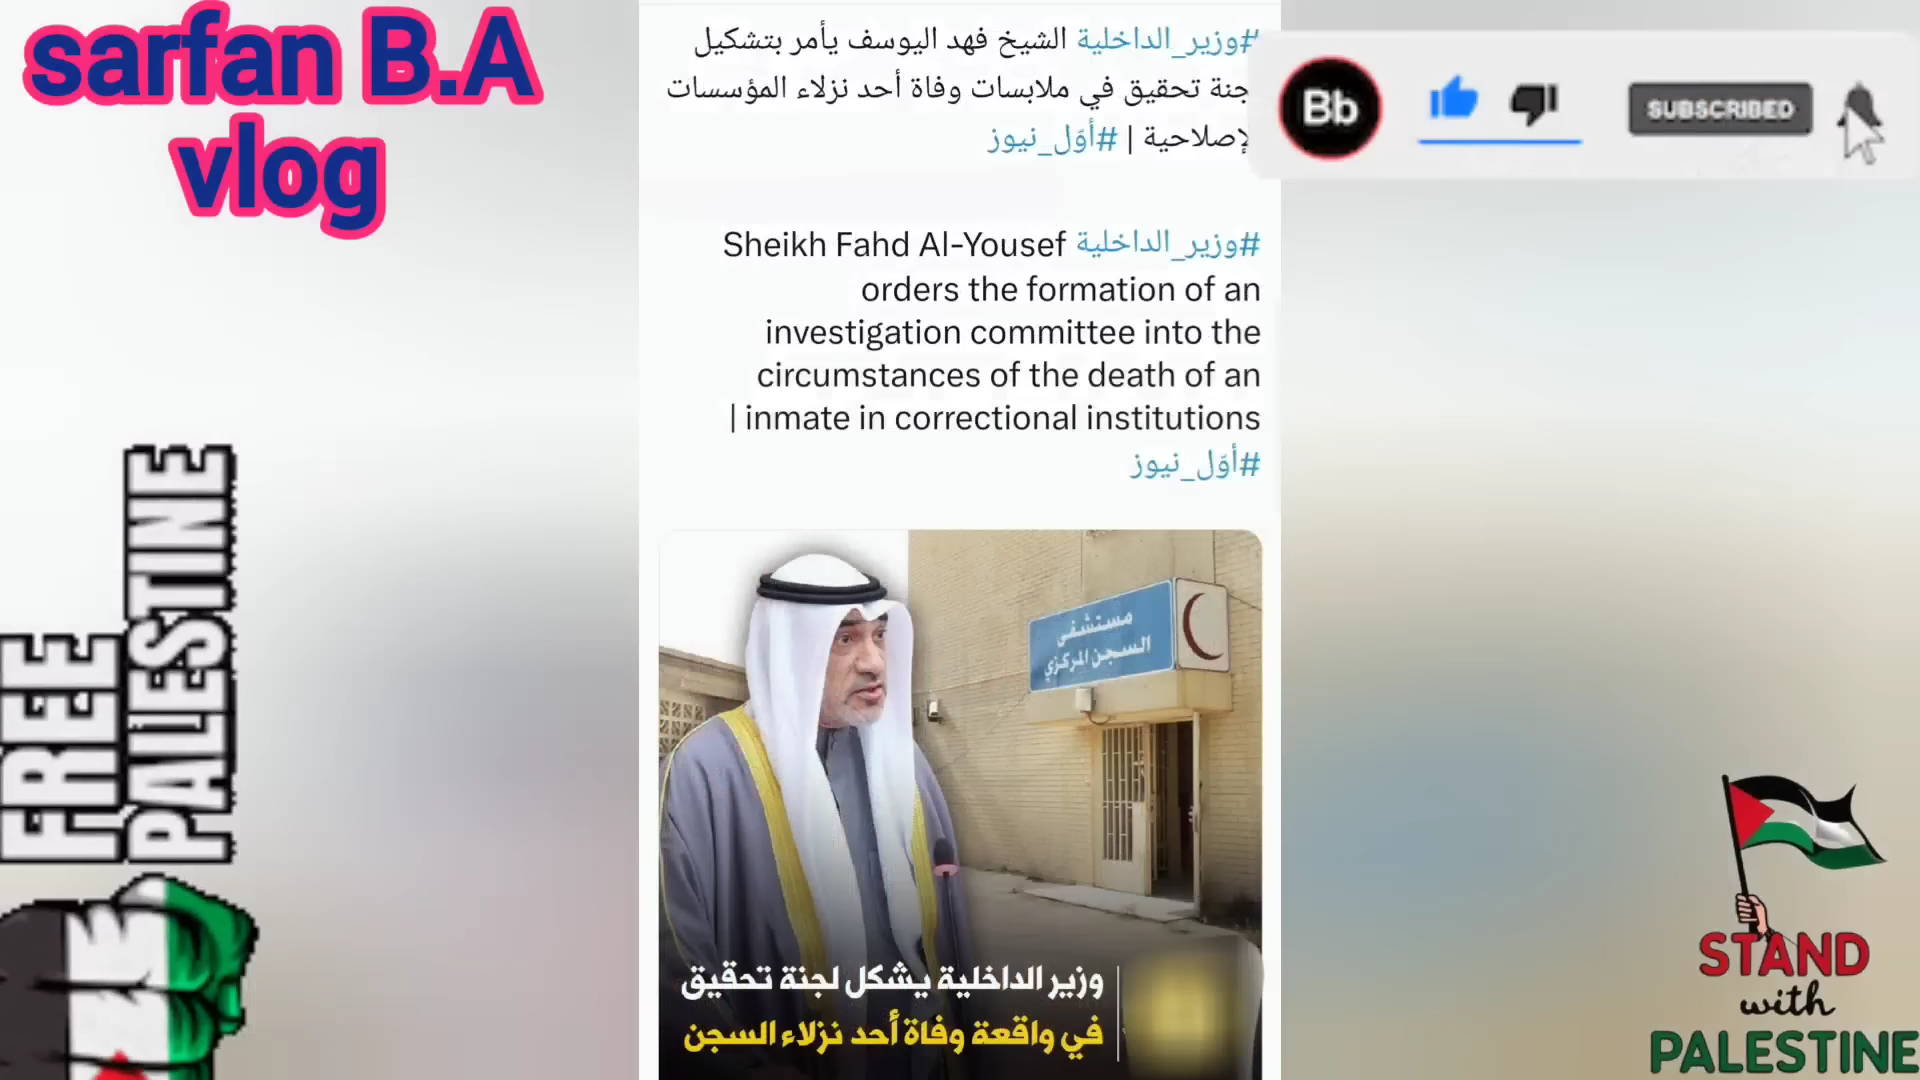 sarfan B.A
vlog
#وزير_الداخلية الشيخ فهد اليوسف يأمر بتشكيل
جنة تحقيق في ملابسات وفاة أحد نزلاء المؤسسات
لإصلاحية | #أوّل_نيوز
Bb
SUBSCRIBED
Sheikh Fahd Al-Yousef #وزير_الداخلية
orders the formation of an
investigation committee into the
circumstances of the death of an
| inmate in correctional institutions
#أوّل_نيوز
مستشفى
السجن المركزي
وزير الداخلية يشكل لجنة تحقيق
في واقعة وفاة أحد نزلاء السجن
FREE
PALESTINE
STAND
with
PALESTINE